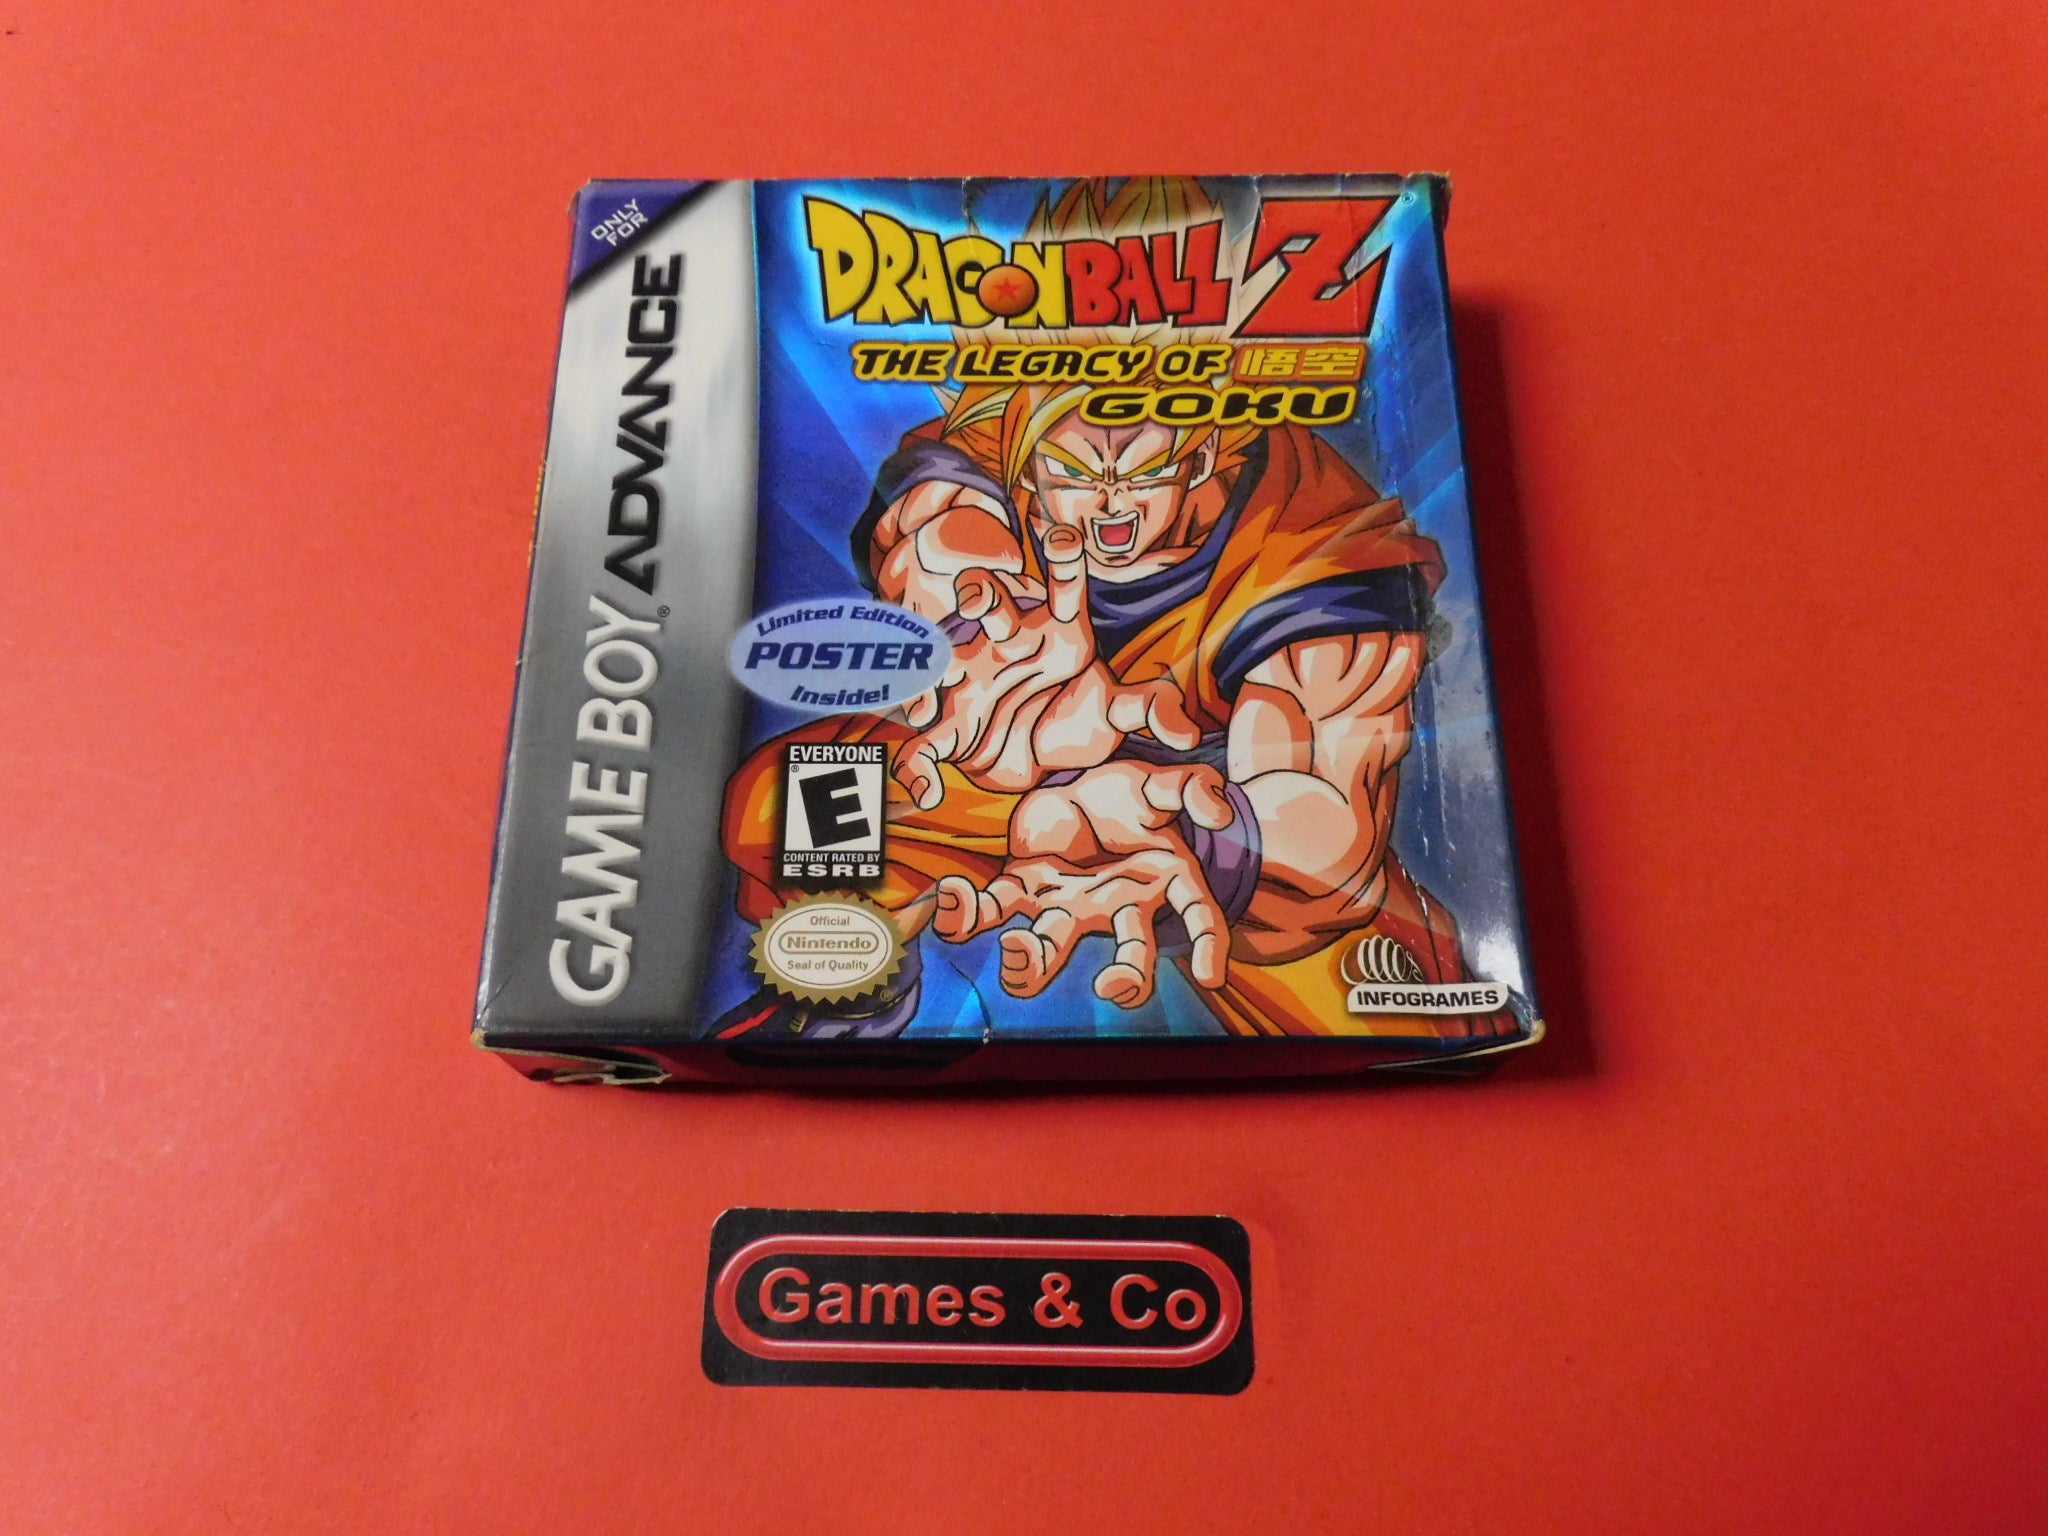 ONLY
FOR
GAME BOY ADVANCE®
DRAGON BALL Z®
THE LEGACY OF 悟空
GOKU
Limited Edition
POSTER
Inside!
EVERYONE
E®
CONTENT RATED BY
ESRB
Official
Nintendo
Seal of Quality
®
INFOGRAMES
Games & Co